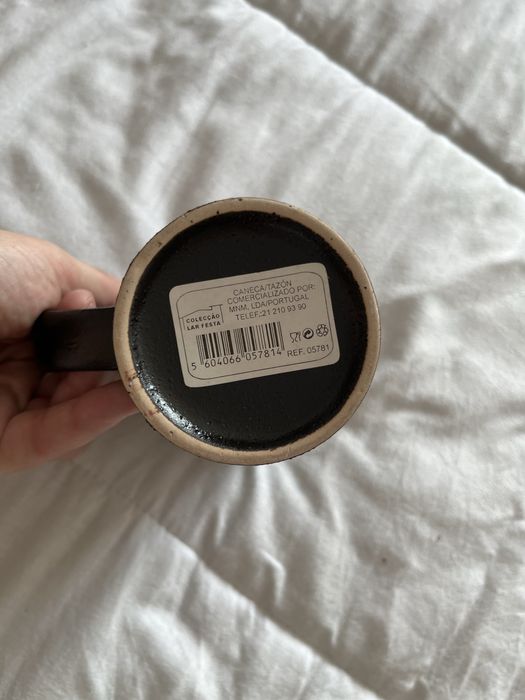 CANECA/TAZÓN
COMERCIALIZADO POR:
MNM. LDA/PORTUGAL
TELEF.:21 210 93 90
COLECÇÃO
LAR FESTA
5 604066 057814
REF. 05781